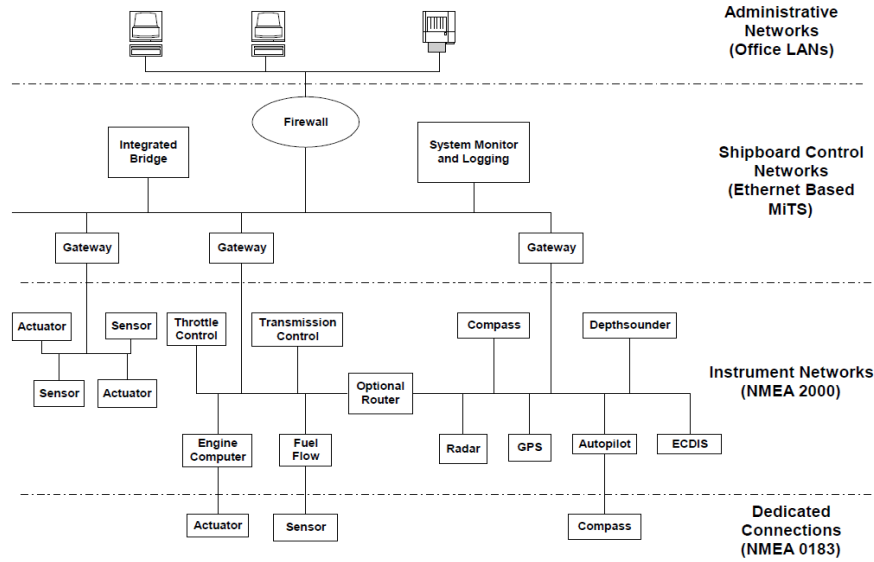 Administrative
Networks
(Office LANs)
Firewall
Integrated
Bridge
System Monitor
and Logging
Shipboard Control
Networks
(Ethernet Based
MiTS)
Gateway
Gateway
Gateway
Actuator
Sensor
Throttle
Control
Transmission
Control
Compass
Depthsounder
Sensor
Actuator
Optional
Router
Instrument Networks
(NMEA 2000)
Engine
Computer
Fuel
Flow
Radar
GPS
Autopilot
ECDIS
Actuator
Sensor
Compass
Dedicated
Connections
(NMEA 0183)